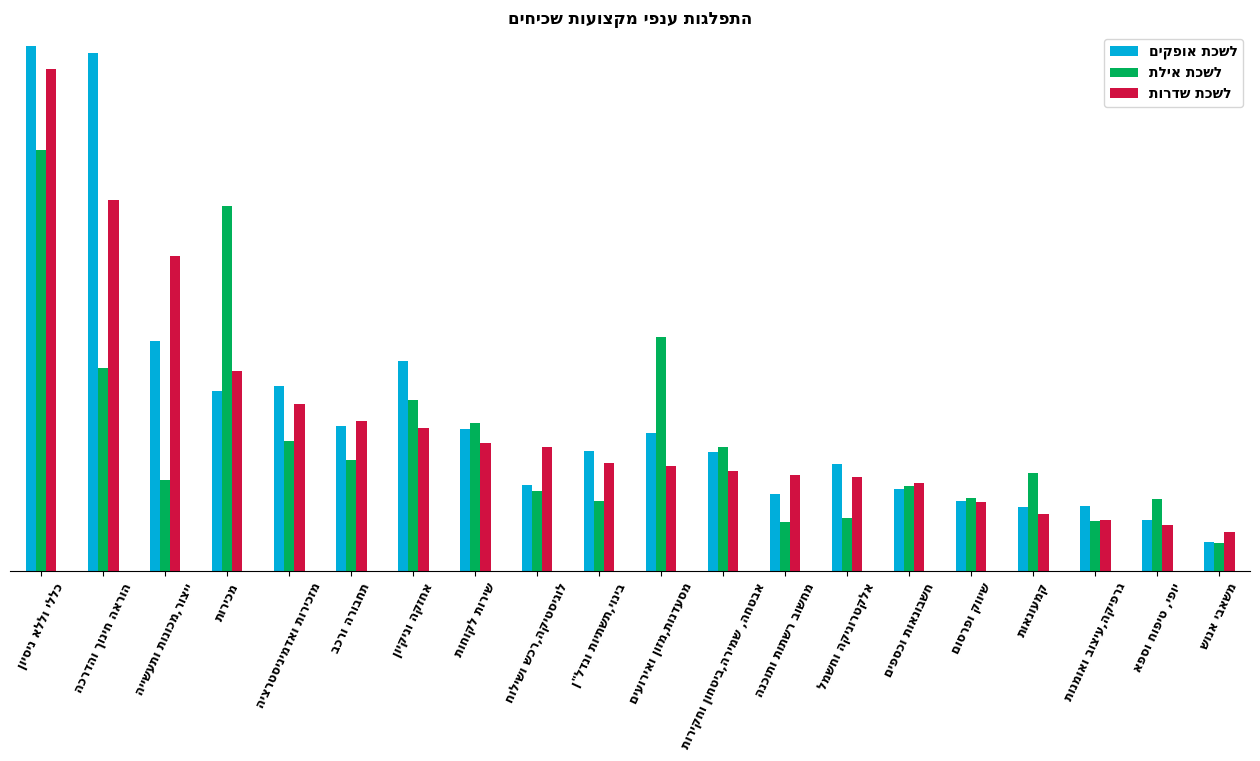 התפלגות ענפי מקצועות שכיחים
לשכת אופקים
לשכת אילת
לשכת שדרות
כללי וללא ניסיון
הוראה חינוך והדרכה
ייצור,מכונות ותעשייה
מכירות
מזכירות ואדמיניסטרציה
תחבורה ורכב
אחזקה וניקיון
שירות לקוחות
לוגיסטיקה,רכש ושילוח
בינוי,תשתיות ונדל"ן
מסעדנות,מזון ואירועים
אבטחה, שמירה,ביטחון וחקירות
מחשוב רשתות ותוכנה
אלקטרוניקה וחשמל
חשבונאות וכספים
שיווק ופרסום
קמעונאות
גרפיקה,עיצוב ואומנות
יופי, טיפוח וספא
משאבי אנוש